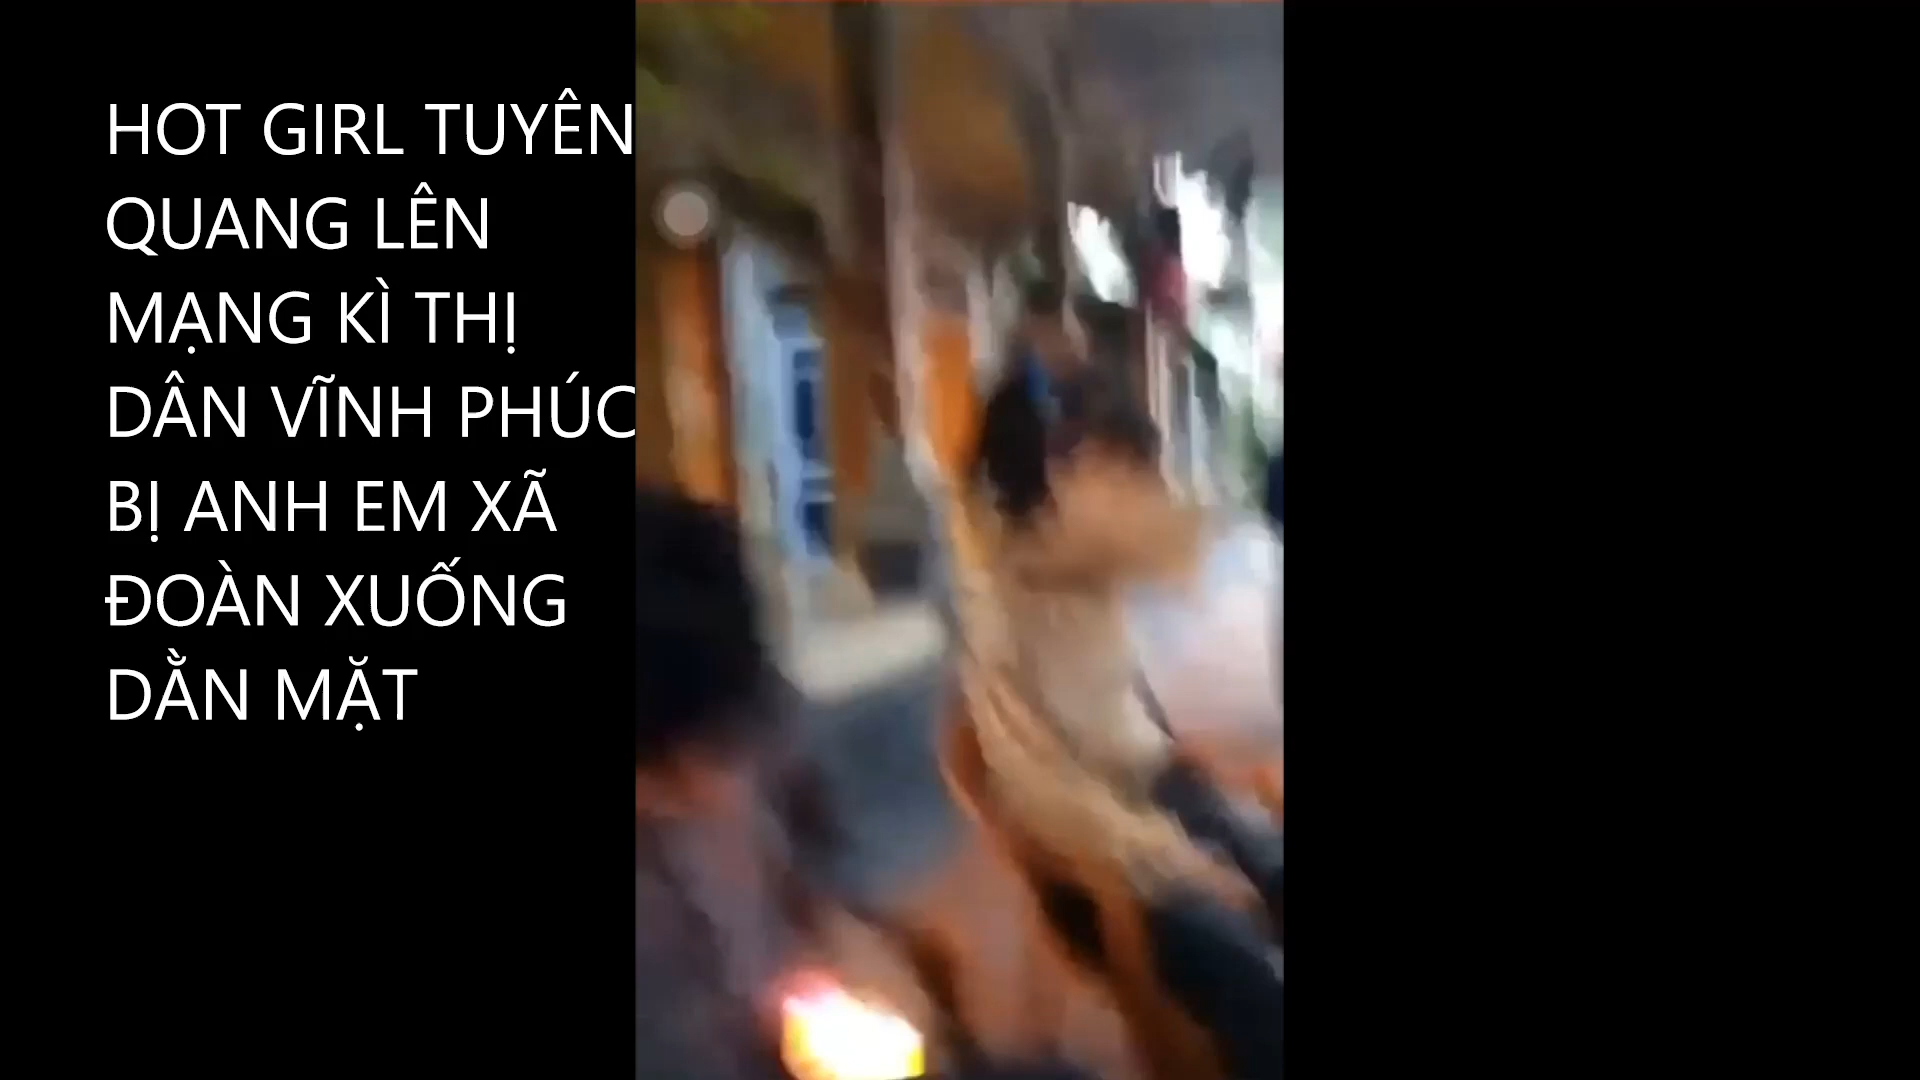 HOT GIRL TUYÊN
QUANG LÊN
MẠNG KÌ THỊ
DÂN VĨNH PHÚC
BỊ ANH EM XÃ
ĐOÀN XUỐNG
DẰN MẶT